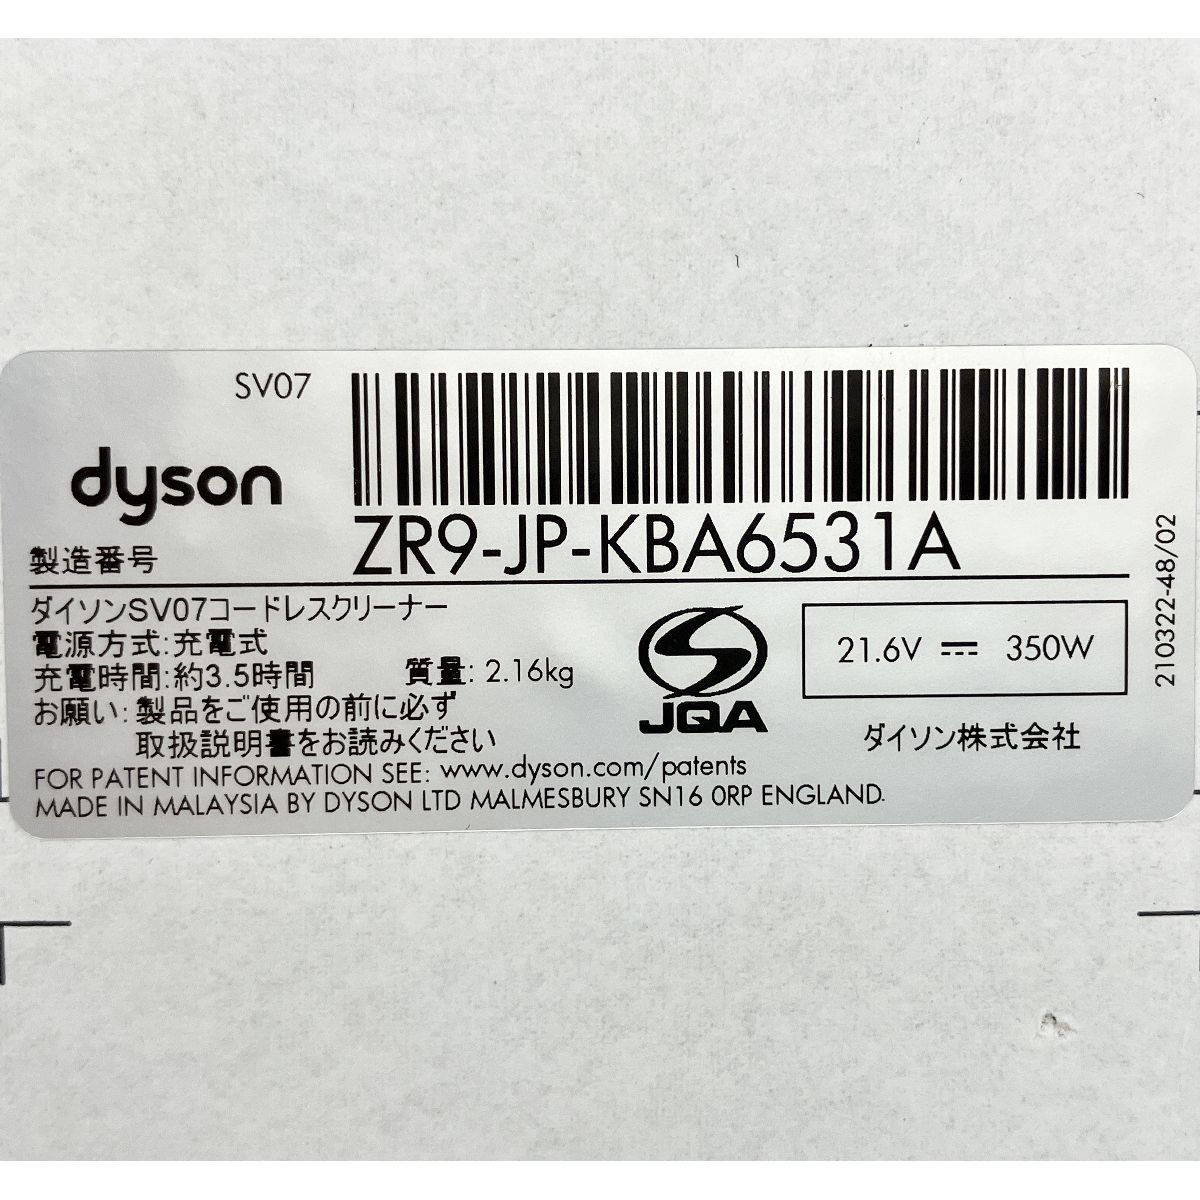 SV07
dyson
製造番号 ZR9-JP-KBA6531A
ダイソンSV07コードレスクリーナー
電源方式:充電式
充電時間:約3.5時間 質量: 2.16kg
お願い: 製品をご使用の前に必ず
取扱説明書をお読みください
FOR PATENT INFORMATION SEE: www.dyson.com/patents
MADE IN MALAYSIA BY DYSON LTD MALMESBURY SN16 0RP ENGLAND.
JQA
21.6V ⎓ 350W
ダイソン株式会社
210322-48/02